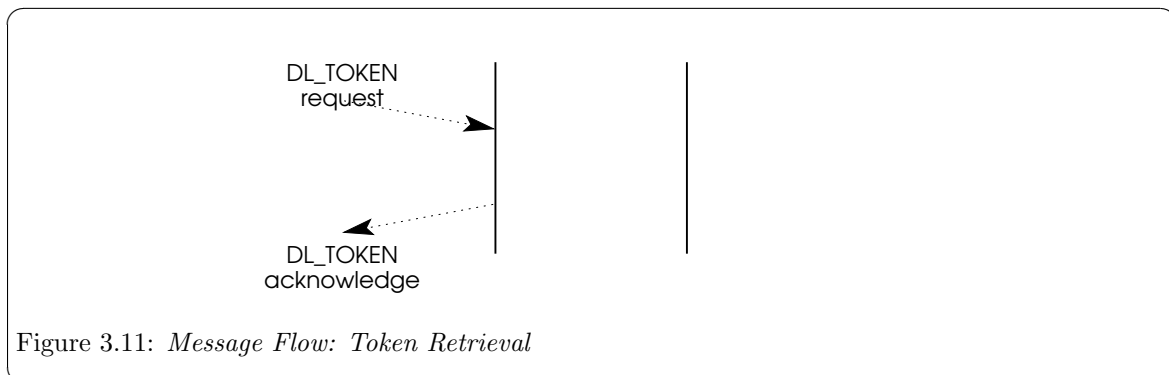 DL_TOKEN
request
DL_TOKEN
acknowledge
Figure 3.11: Message Flow: Token Retrieval